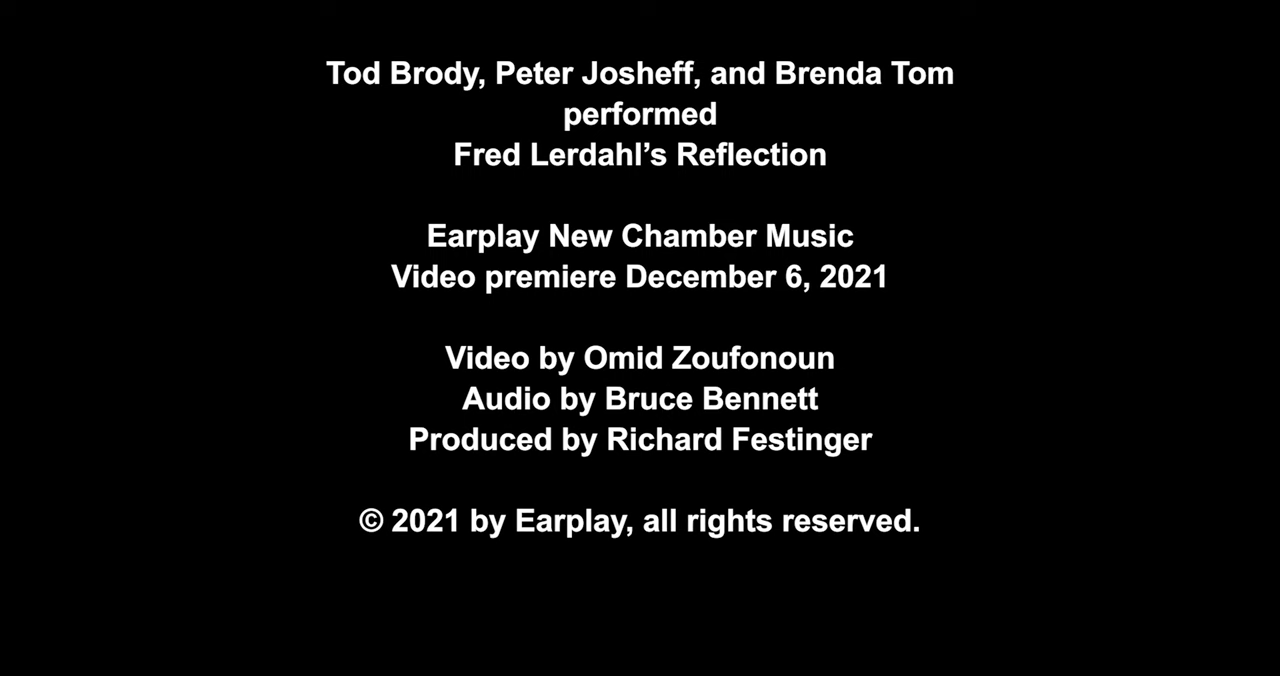 Tod Brody, Peter Josheff, and Brenda Tom
performed
Fred Lerdahl’s Reflection
Earplay New Chamber Music
Video premiere December 6, 2021
Video by Omid Zoufonoun
Audio by Bruce Bennett
Produced by Richard Festinger
© 2021 by Earplay, all rights reserved.